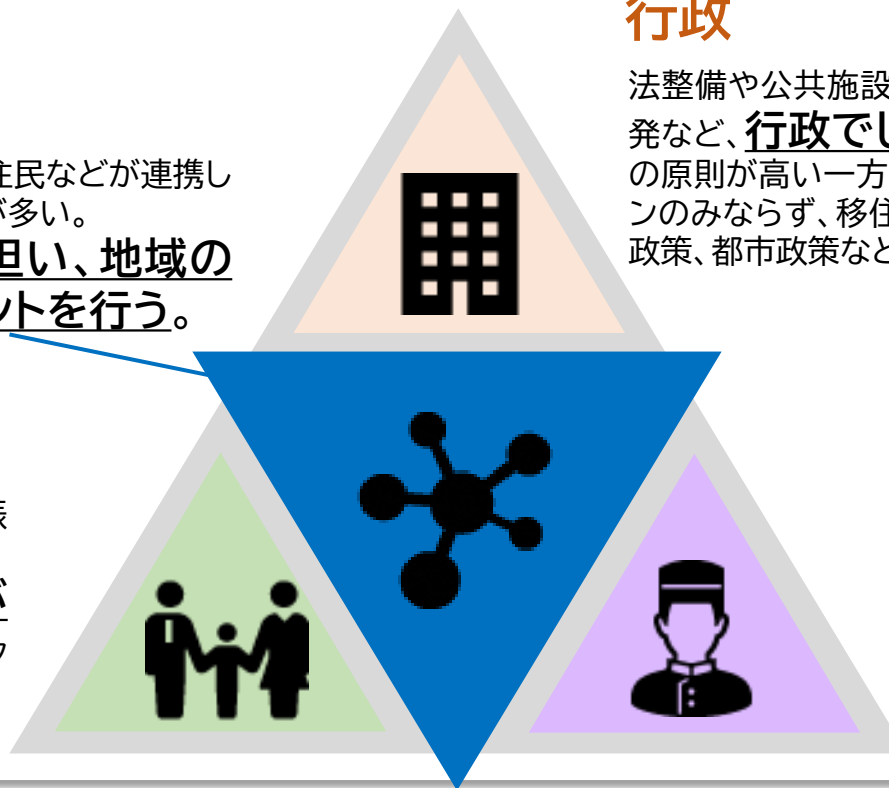 行政
法整備や公共施設
発など、行政でし
の原則が高い一方
ンのみならず、移住
政策、都市政策など
住民などが連携し
が多い。
担い、地域の
ントを行う。